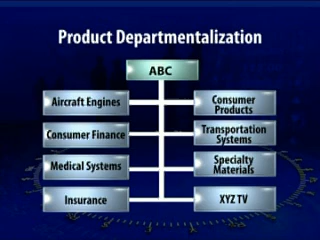 Product Departmentalization
ABC
Aircraft Engines
Consumer
Products
Consumer Finance
Transportation
Systems
Medical Systems
Specialty
Materials
Insurance
XYZ TV